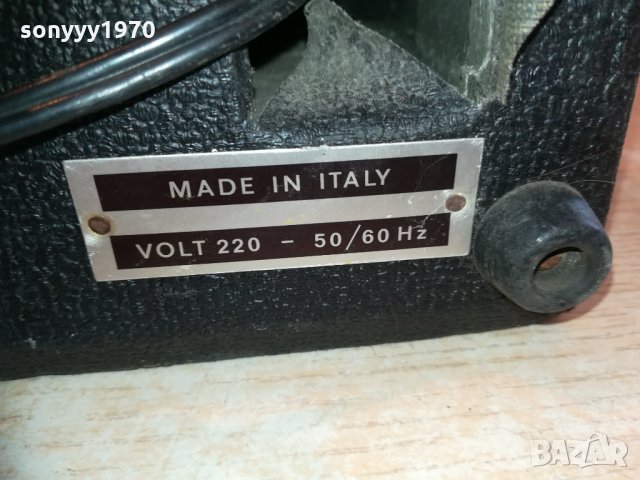 sonyyy1970
MADE IN ITALY
VOLT 220 - 50/60 Hz
BAZAR